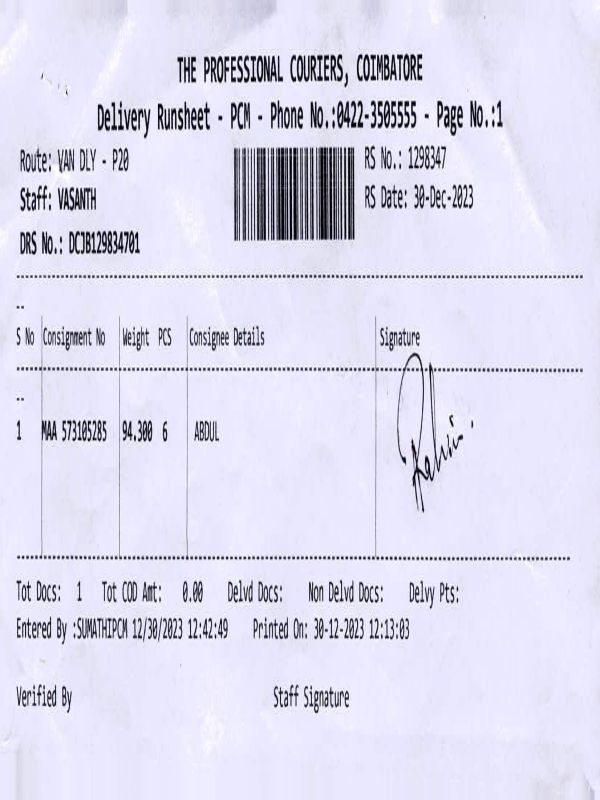 THE PROFESSIONAL COURIERS, COIMBATORE
Delivery Runsheet - PCM - Phone No.:0422-3505555 - Page No.:1
Route: VAN DLY - P20
RS No.: 1298347
Staff: VASANTH
RS Date: 30-Dec-2023
DRS No.: DCJB129834701
--
S No Consignment No Weight PCS Consignee Details Signature
--
1 MAA 573105285 94.300 6 ABDUL
Tot Docs: 1 Tot COD Amt: 0.00 Delvd Docs: Non Delvd Docs: Delvy Pts:
Entered By :SUMATHIPCM 12/30/2023 12:42:49 Printed On: 30-12-2023 12:13:03
Verified By Staff Signature